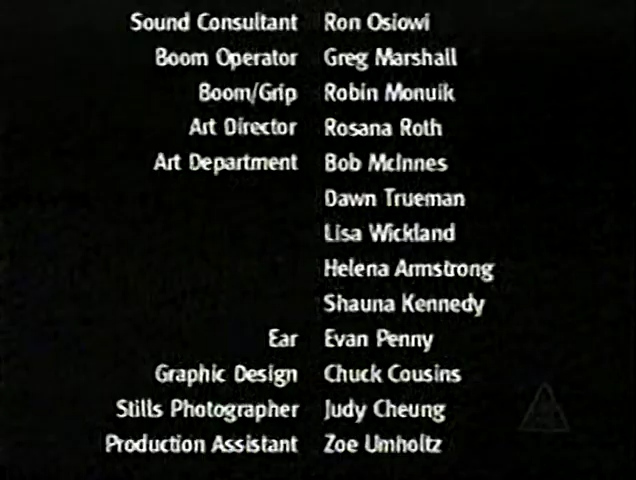 Sound Consultant Ron Osiowi
Boom Operator Greg Marshall
Boom/Grip Robin Monuik
Art Director Rosana Roth
Art Department Bob McInnes
Dawn Trueman
Lisa Wickland
Helena Armstrong
Shauna Kennedy
Ear Evan Penny
Graphic Design Chuck Cousins
Stills Photographer Judy Cheung
Production Assistant Zoe Umholtz